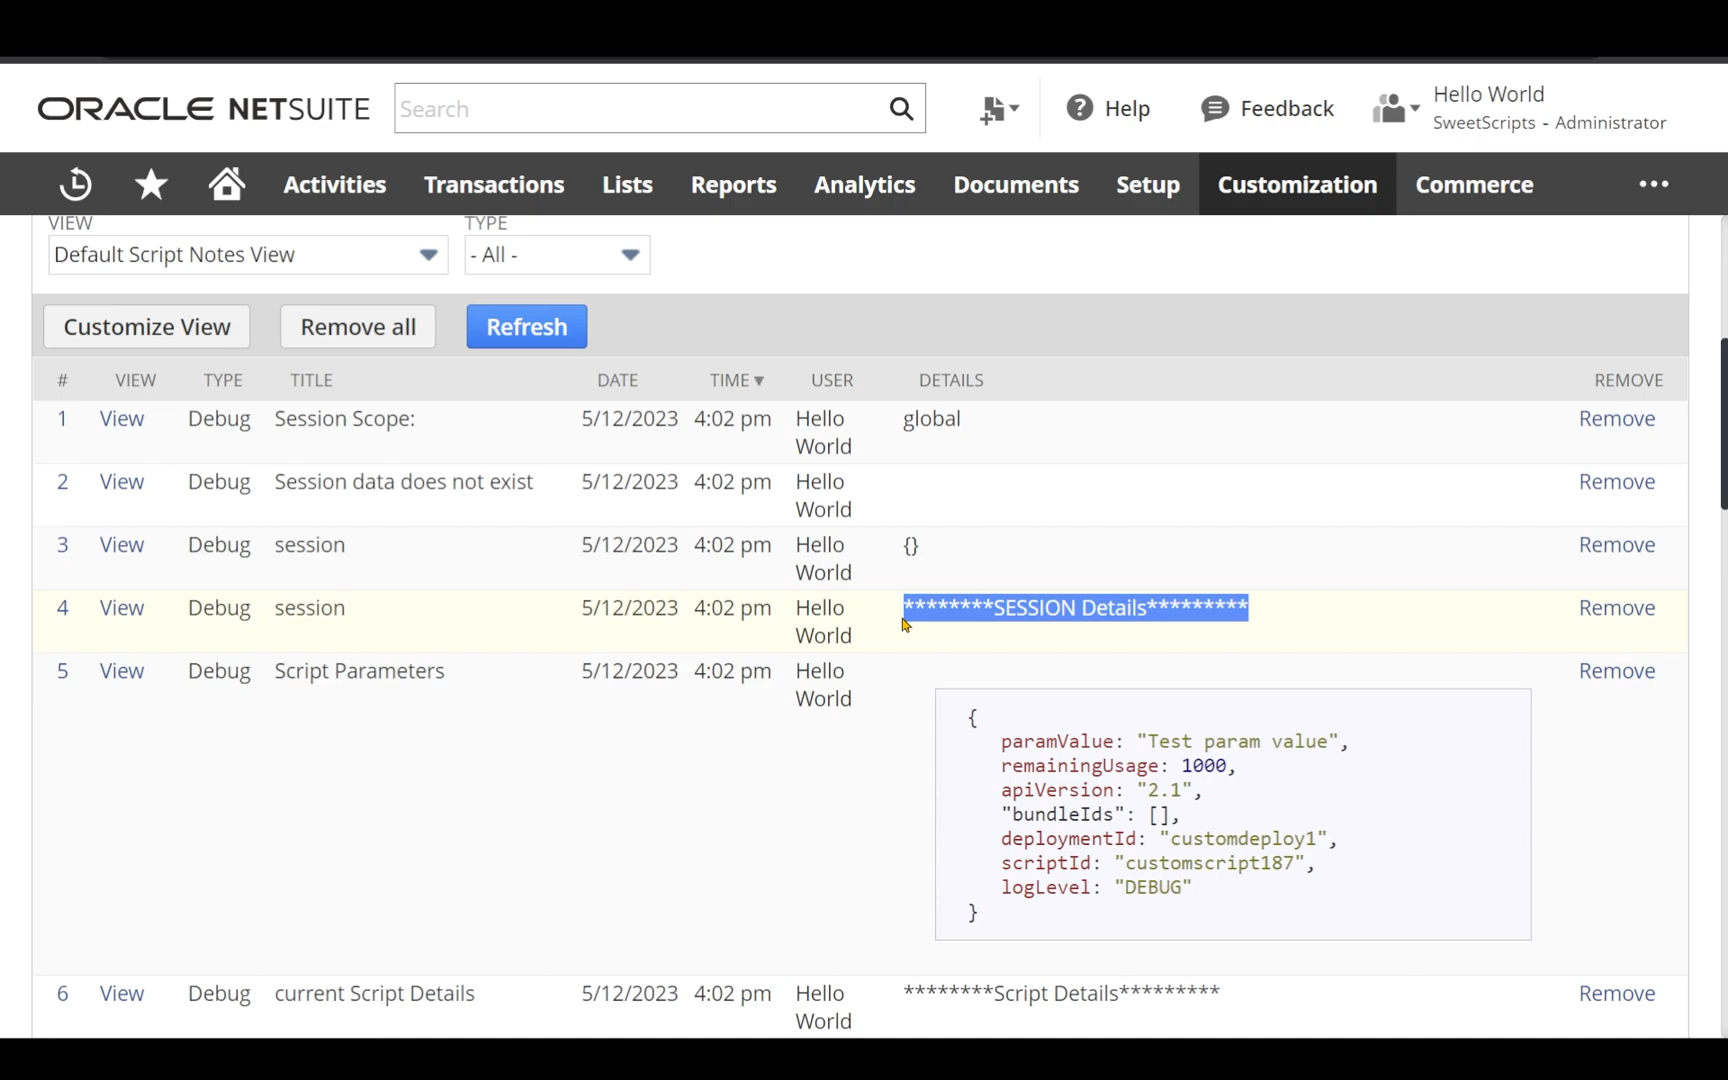 ORACLE NETSUITE
Search
Help
Feedback
Hello World
SweetScripts - Administrator
Activities Transactions Lists Reports Analytics Documents Setup Customization Commerce
VIEW TYPE
Default Script Notes View - All -
Customize View Remove all Refresh
# VIEW TYPE TITLE DATE TIME USER DETAILS REMOVE
1 View Debug Session Scope: 5/12/2023 4:02 pm Hello World global Remove
2 View Debug Session data does not exist 5/12/2023 4:02 pm Hello World Remove
3 View Debug session 5/12/2023 4:02 pm Hello World {} Remove
4 View Debug session 5/12/2023 4:02 pm Hello World ********SESSION Details********* Remove
5 View Debug Script Parameters 5/12/2023 4:02 pm Hello World Remove
{
paramValue: "Test param value",
remainingUsage: 1000,
apiVersion: "2.1",
"bundleIds": [],
deploymentId: "customdeploy1",
scriptId: "customscript187",
logLevel: "DEBUG"
}
6 View Debug current Script Details 5/12/2023 4:02 pm Hello World ********Script Details********* Remove